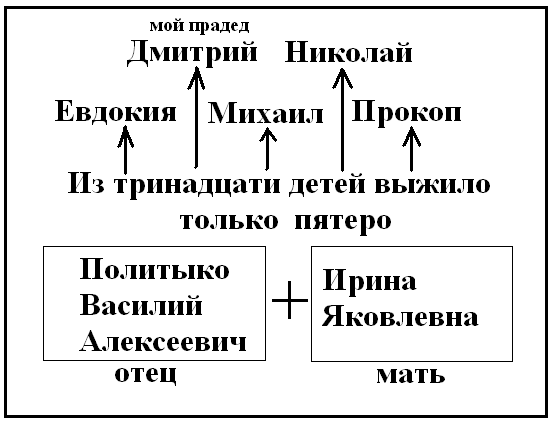 мой прадед
Дмитрий Николай
Евдокия Михаил Прокоп
Из тринадцати детей выжило
только пятеро
Политыко
Василий
Алексеевич
отец
Ирина
Яковлевна
мать